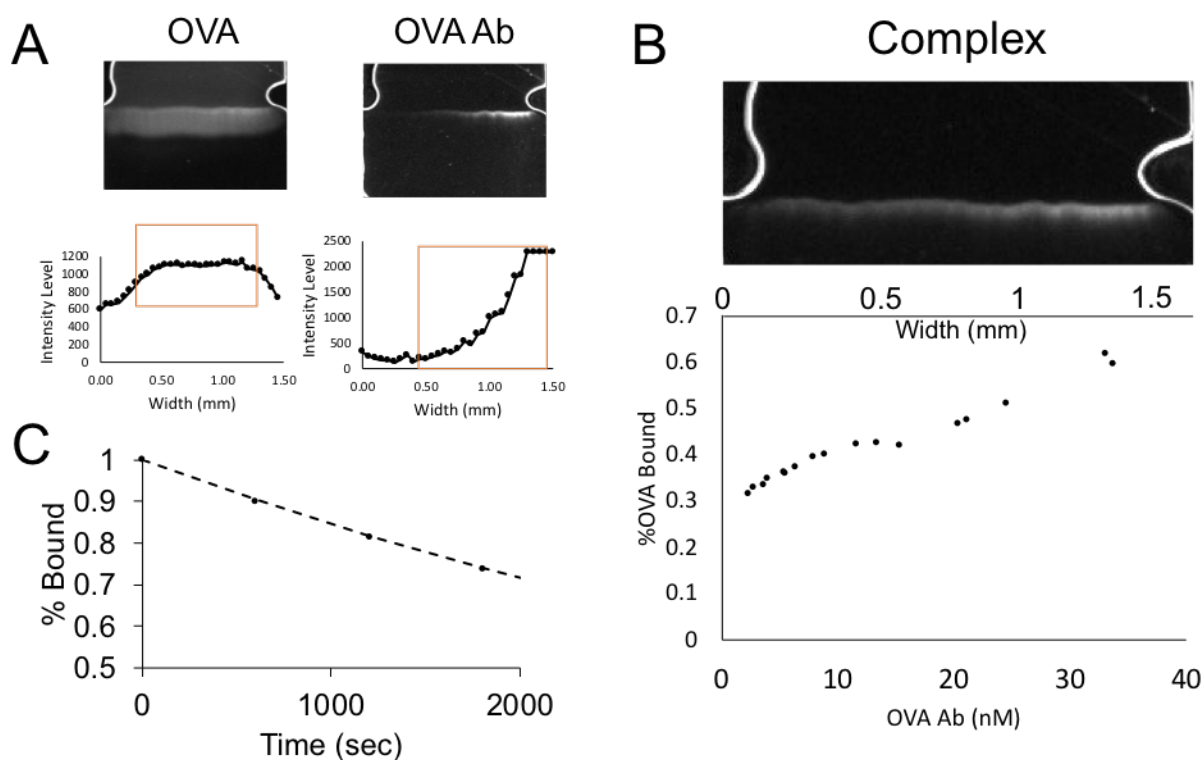 A
OVA
OVA Ab
Intensity Level
1200
1000
800
600
400
200
0
0.00 0.50 1.00 1.50
Width (mm)
Intensity Level
2500
2000
1500
1000
500
0
0.00 0.50 1.00 1.50
Width (mm)
B
Complex
0 0.5 1 1.5
Width (mm)
%OVA Bound
0.7
0.6
0.5
0.4
0.3
0.2
0.1
0
0 10 20 30 40
OVA Ab (nM)
C
% Bound
1
0.9
0.8
0.7
0.6
0.5
0 1000 2000
Time (sec)